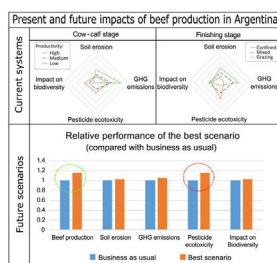 Present and future impacts of beef production in Argentina
Current systems
Cow-calf stage
Finishing stage
Productivity:
High
Medium
Low
Soil erosion
Impact on
biodiversity
GHG
emissions
Pesticide ecotoxicity
Confined
Mixed
Grazing
Soil erosion
Impact on
biodiversity
GHG
emissions
Pesticide ecotoxicity
Future scenarios
Relative performance of the best scenario
(compared with business as usual)
1.4
1.2
1
0.8
0.6
0.4
0.2
0
Beef production
Soil erosion
GHG emissions
Pesticide
ecotoxicity
Impact on
Biodiversity
Business as usual
Best scenario